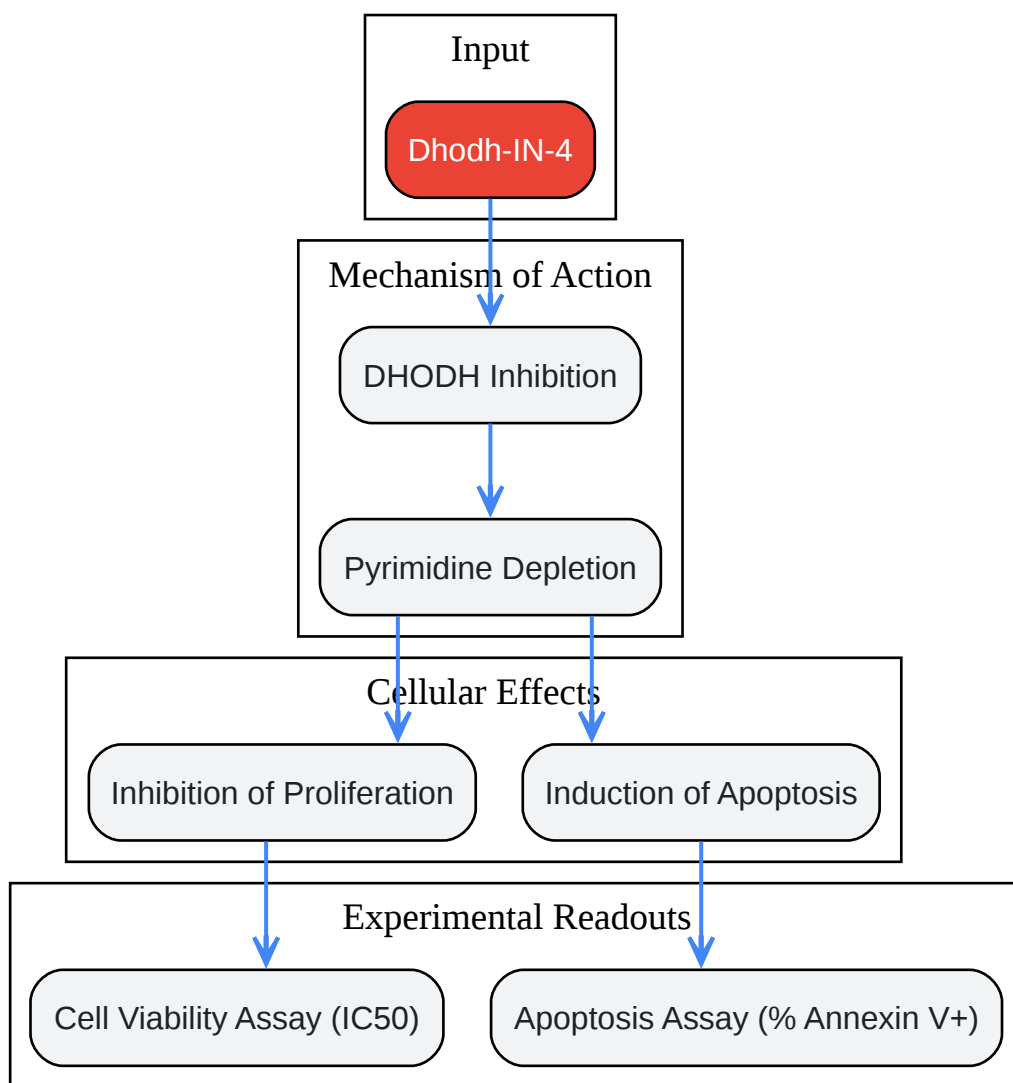 Input
Dhodh-IN-4
Mechanism of Action
DHODH Inhibition
Pyrimidine Depletion
Cellular Effects
Inhibition of Proliferation
Induction of Apoptosis
Experimental Readouts
Cell Viability Assay (IC50)
Apoptosis Assay (% Annexin V+)